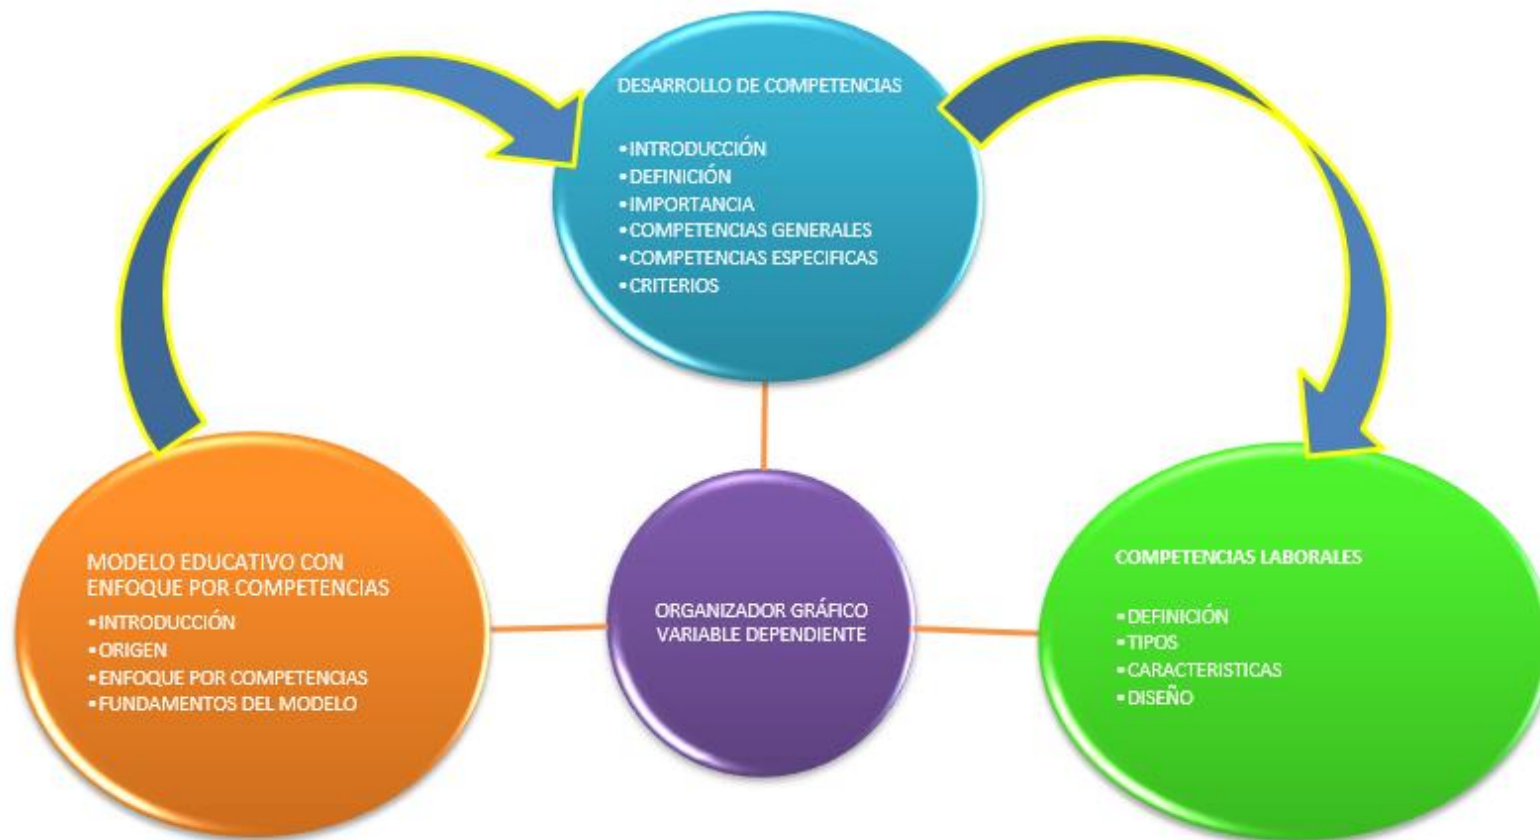 DESARROLLO DE COMPETENCIAS
•INTRODUCCIÓN
•DEFINICIÓN
•IMPORTANCIA
•COMPETENCIAS GENERALES
•COMPETENCIAS ESPECIFICAS
•CRITERIOS
MODELO EDUCATIVO CON
ENFOQUE POR COMPETENCIAS
•INTRODUCCIÓN
•ORIGEN
•ENFOQUE POR COMPETENCIAS
•FUNDAMENTOS DEL MODELO
ORGANIZADOR GRÁFICO
VARIABLE DEPENDIENTE
COMPETENCIAS LABORALES
•DEFINICIÓN
•TIPOS
•CARACTERISTICAS
•DISEÑO